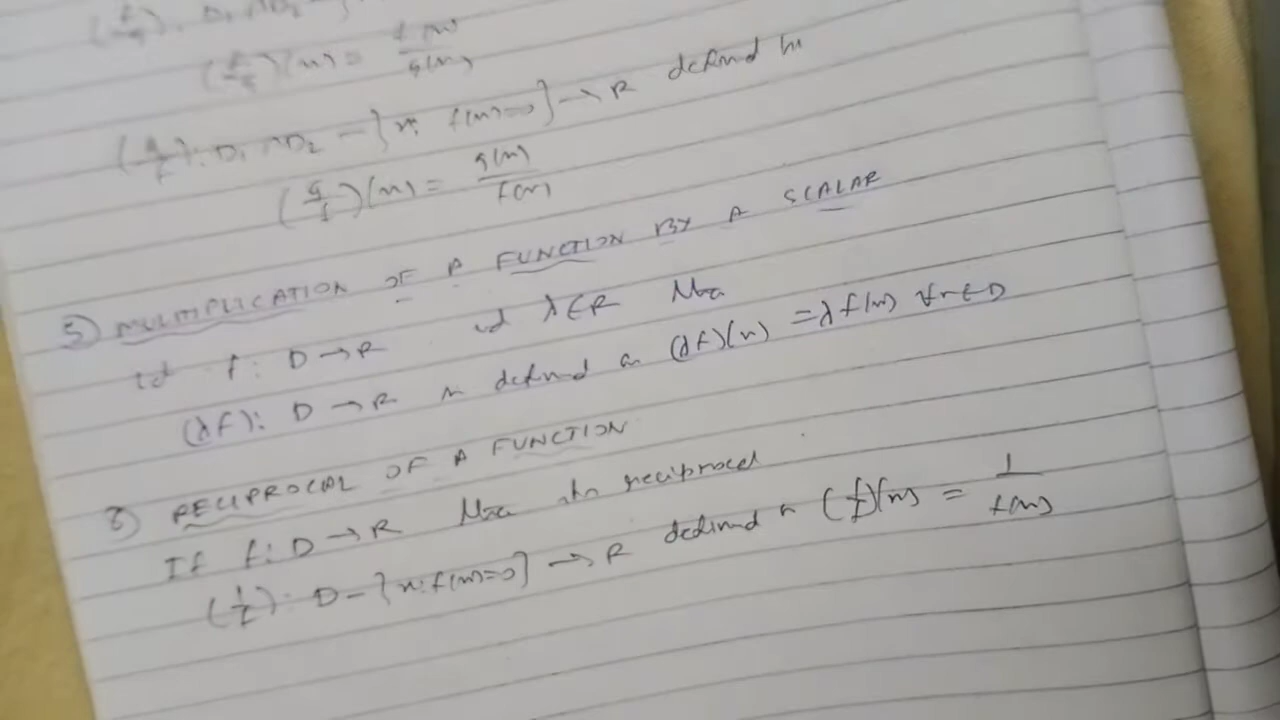 (f/g)(x) = f(x)/g(x)
(g/f): D₁ ∩ D₂ - {x: f(x)=0} → R defined by
(g/f)(x) = g(x)/f(x)
5) MULTIPLICATION OF A FUNCTION BY A SCALAR
let f: D → R and λ∈R then
(λf): D → R is defined as (λf)(x) = λf(x) ∀x∈D
6) RECIPROCAL OF A FUNCTION
If f: D → R then its reciprocal
(1/f): D - {x: f(x)=0} → R defined as (1/f)(x) = 1/f(x)